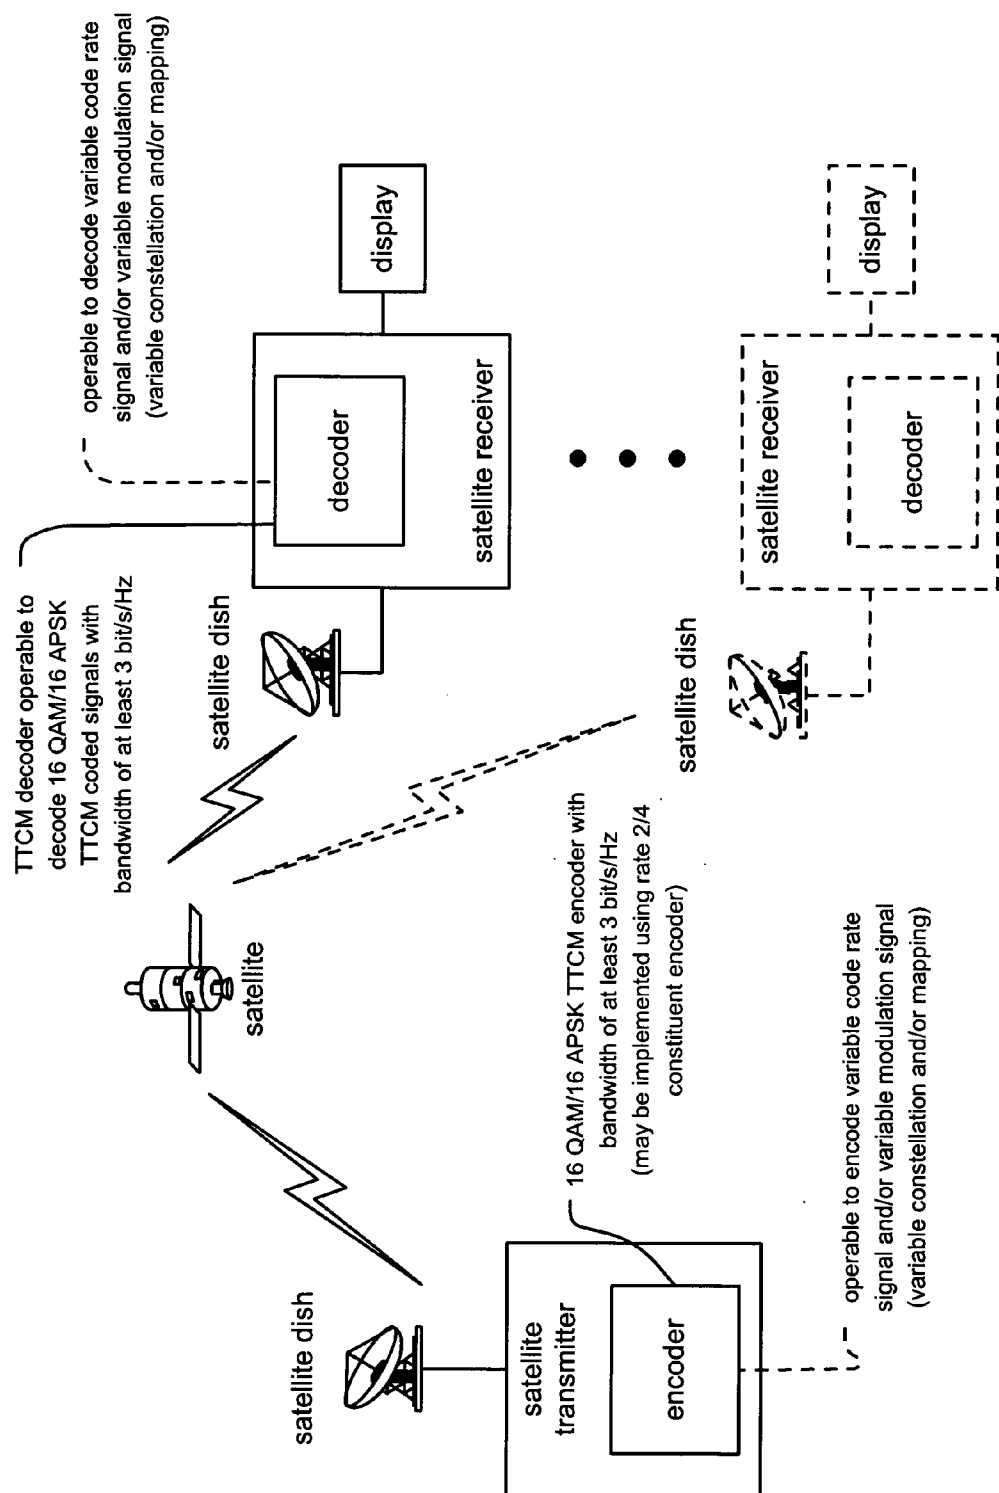 TTCM decoder operable to
decode 16 QAM/16 APSK
TTCM coded signals with
bandwidth of at least 3 bit/s/Hz
operable to decode variable code rate
signal and/or variable modulation signal
(variable constellation and/or mapping)
satellite
satellite dish
decoder
satellite receiver
display
satellite dish
satellite
transmitter
encoder
16 QAM/16 APSK TTCM encoder with
bandwidth of at least 3 bit/s/Hz
(may be implemented using rate 2/4
constituent encoder)
operable to encode variable code rate
signal and/or variable modulation signal
(variable constellation and/or mapping)
satellite dish
satellite receiver
decoder
display